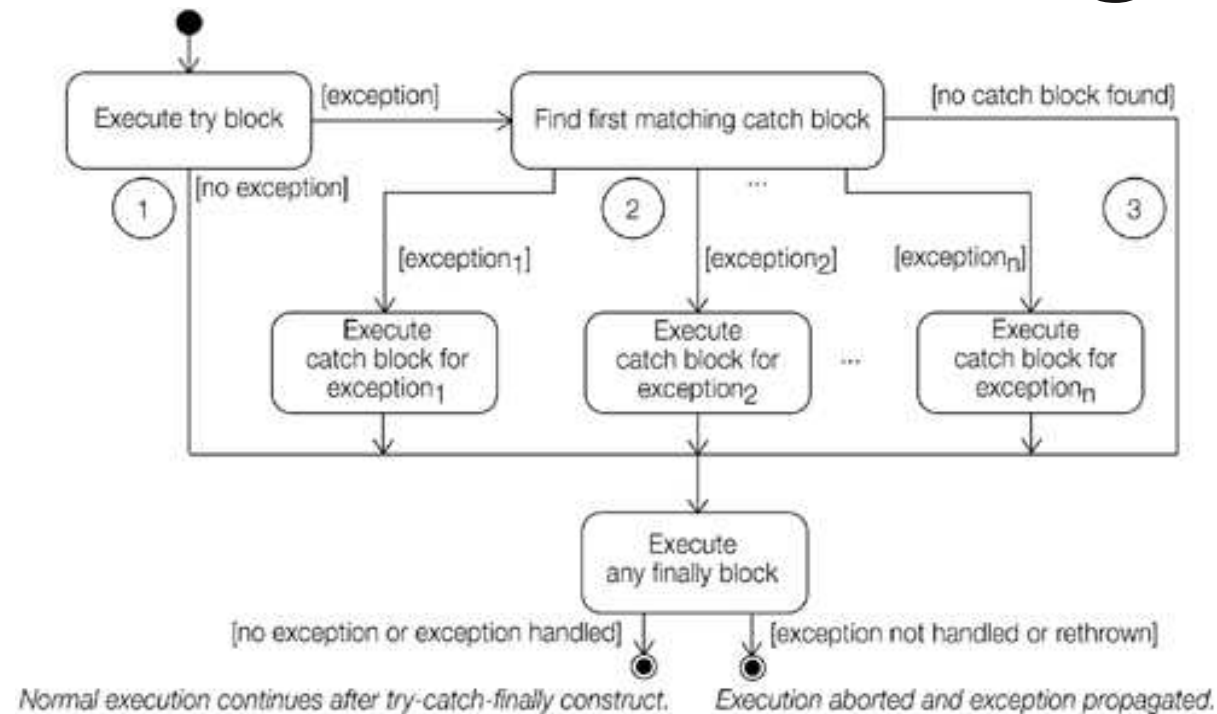 [exception]
[no catch block found]
Execute try block
Find first matching catch block
[no exception]
...
1
2
3
[exception1]
[exception2]
[exceptionn]
Execute
catch block for
exception1
Execute
catch block for
exception2
...
Execute
catch block for
exceptionn
Execute
any finally block
[no exception or exception handled]
[exception not handled or rethrown]
Normal execution continues after try-catch-finally construct.
Execution aborted and exception propagated.